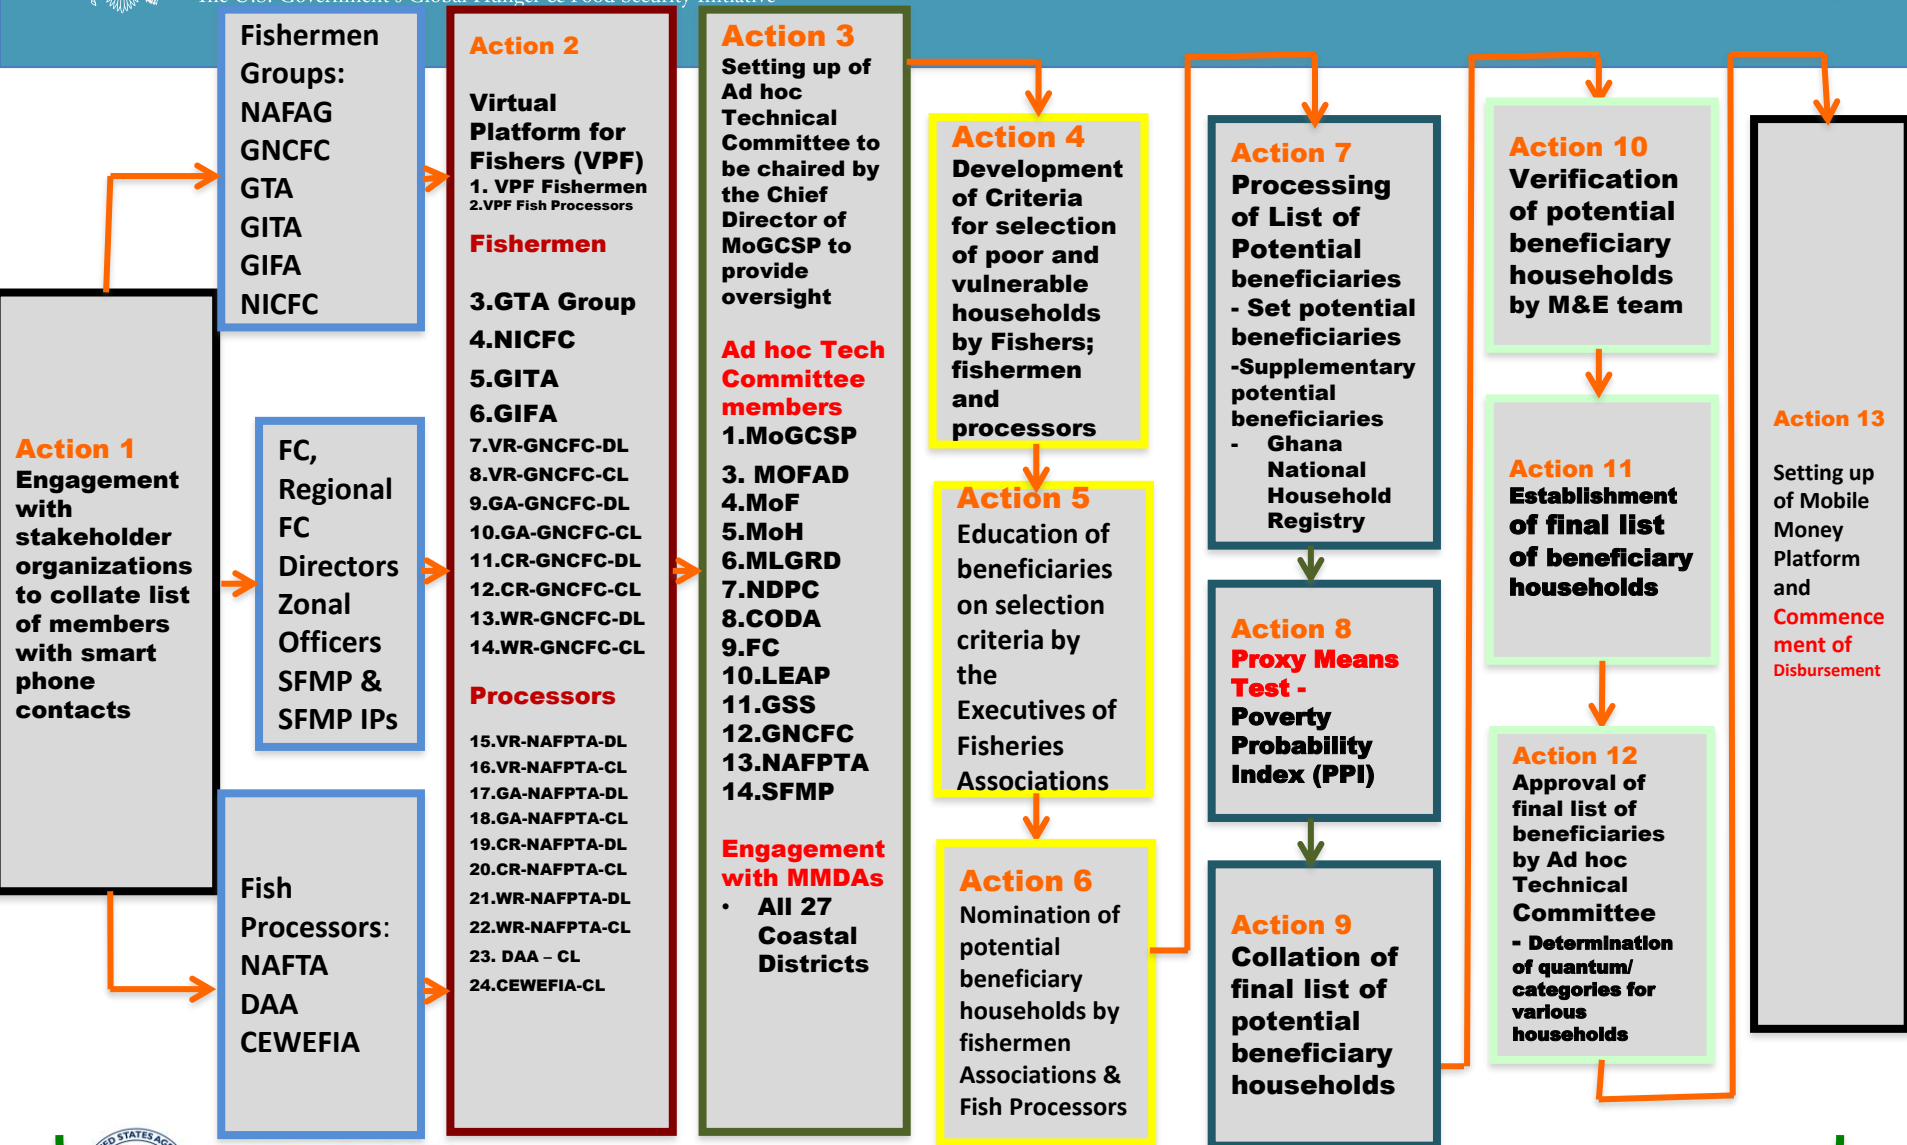 The U.S. Government's Global Hunger & Food Security Initiative
Action 1
Engagement
with
stakeholder
organizations
to collate list
of members
with smart
phone
contacts
Fishermen
Groups:
NAFAG
GNCFC
GTA
GITA
GIFA
NICFC
FC,
Regional
FC
Directors
Zonal
Officers
SFMP &
SFMP IPs
Fish
Processors:
NAFTA
DAA
CEWEFIA
Action 2
Virtual
Platform for
Fishers (VPF)
1. VPF Fishermen
2.VPF Fish Processors
Fishermen
3.GTA Group
4.NICFC
5.GITA
6.GIFA
7.VR-GNCFC-DL
8.VR-GNCFC-CL
9.GA-GNCFC-DL
10.GA-GNCFC-CL
11.CR-GNCFC-DL
12.CR-GNCFC-CL
13.WR-GNCFC-DL
14.WR-GNCFC-CL
Processors
15.VR-NAFPTA-DL
16.VR-NAFPTA-CL
17.GA-NAFPTA-DL
18.GA-NAFPTA-CL
19.CR-NAFPTA-DL
20.CR-NAFPTA-CL
21.WR-NAFPTA-DL
22.WR-NAFPTA-CL
23. DAA – CL
24.CEWEFIA-CL
Action 3
Setting up of
Ad hoc
Technical
Committee to
be chaired by
the Chief
Director of
MoGCSP to
provide
oversight
Ad hoc Tech
Committee
members
1.MoGCSP
3. MOFAD
4.MoF
5.MoH
6.MLGRD
7.NDPC
8.CODA
9.FC
10.LEAP
11.GSS
12.GNCFC
13.NAFPTA
14.SFMP
Engagement
with MMDAs
• All 27
Coastal
Districts
Action 4
Development
of Criteria
for selection
of poor and
vulnerable
households
by Fishers;
fishermen
and
processors
Action 5
Education of
beneficiaries
on selection
criteria by
the
Executives of
Fisheries
Associations
Action 6
Nomination of
potential
beneficiary
households by
fishermen
Associations &
Fish Processors
Action 7
Processing
of List of
Potential
beneficiaries
- Set potential
beneficiaries
-Supplementary
potential
beneficiaries
- Ghana
National
Household
Registry
Action 8
Proxy Means
Test -
Poverty
Probability
Index (PPI)
Action 9
Collation of
final list of
potential
beneficiary
households
Action 10
Verification
of potential
beneficiary
households
by M&E team
Action 11
Establishment
of final list
of beneficiary
households
Action 12
Approval of
final list of
beneficiaries
by Ad hoc
Technical
Committee
- Determination
of quantum/
categories for
various
households
Action 13
Setting up
of Mobile
Money
Platform
and
Commence
ment of
Disbursement